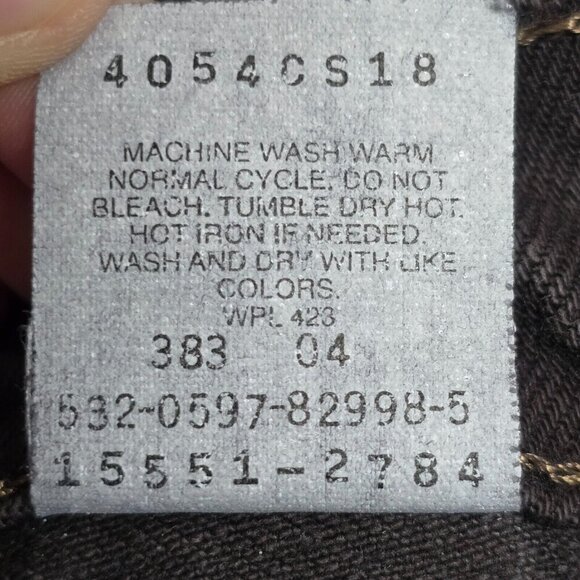 4054CS18
MACHINE WASH WARM
NORMAL CYCLE. DO NOT
BLEACH. TUMBLE DRY HOT.
HOT IRON IF NEEDED.
WASH AND DRY WITH LIKE
COLORS.
WPL 423
383 04
532-0597-82998-5
15551-2784